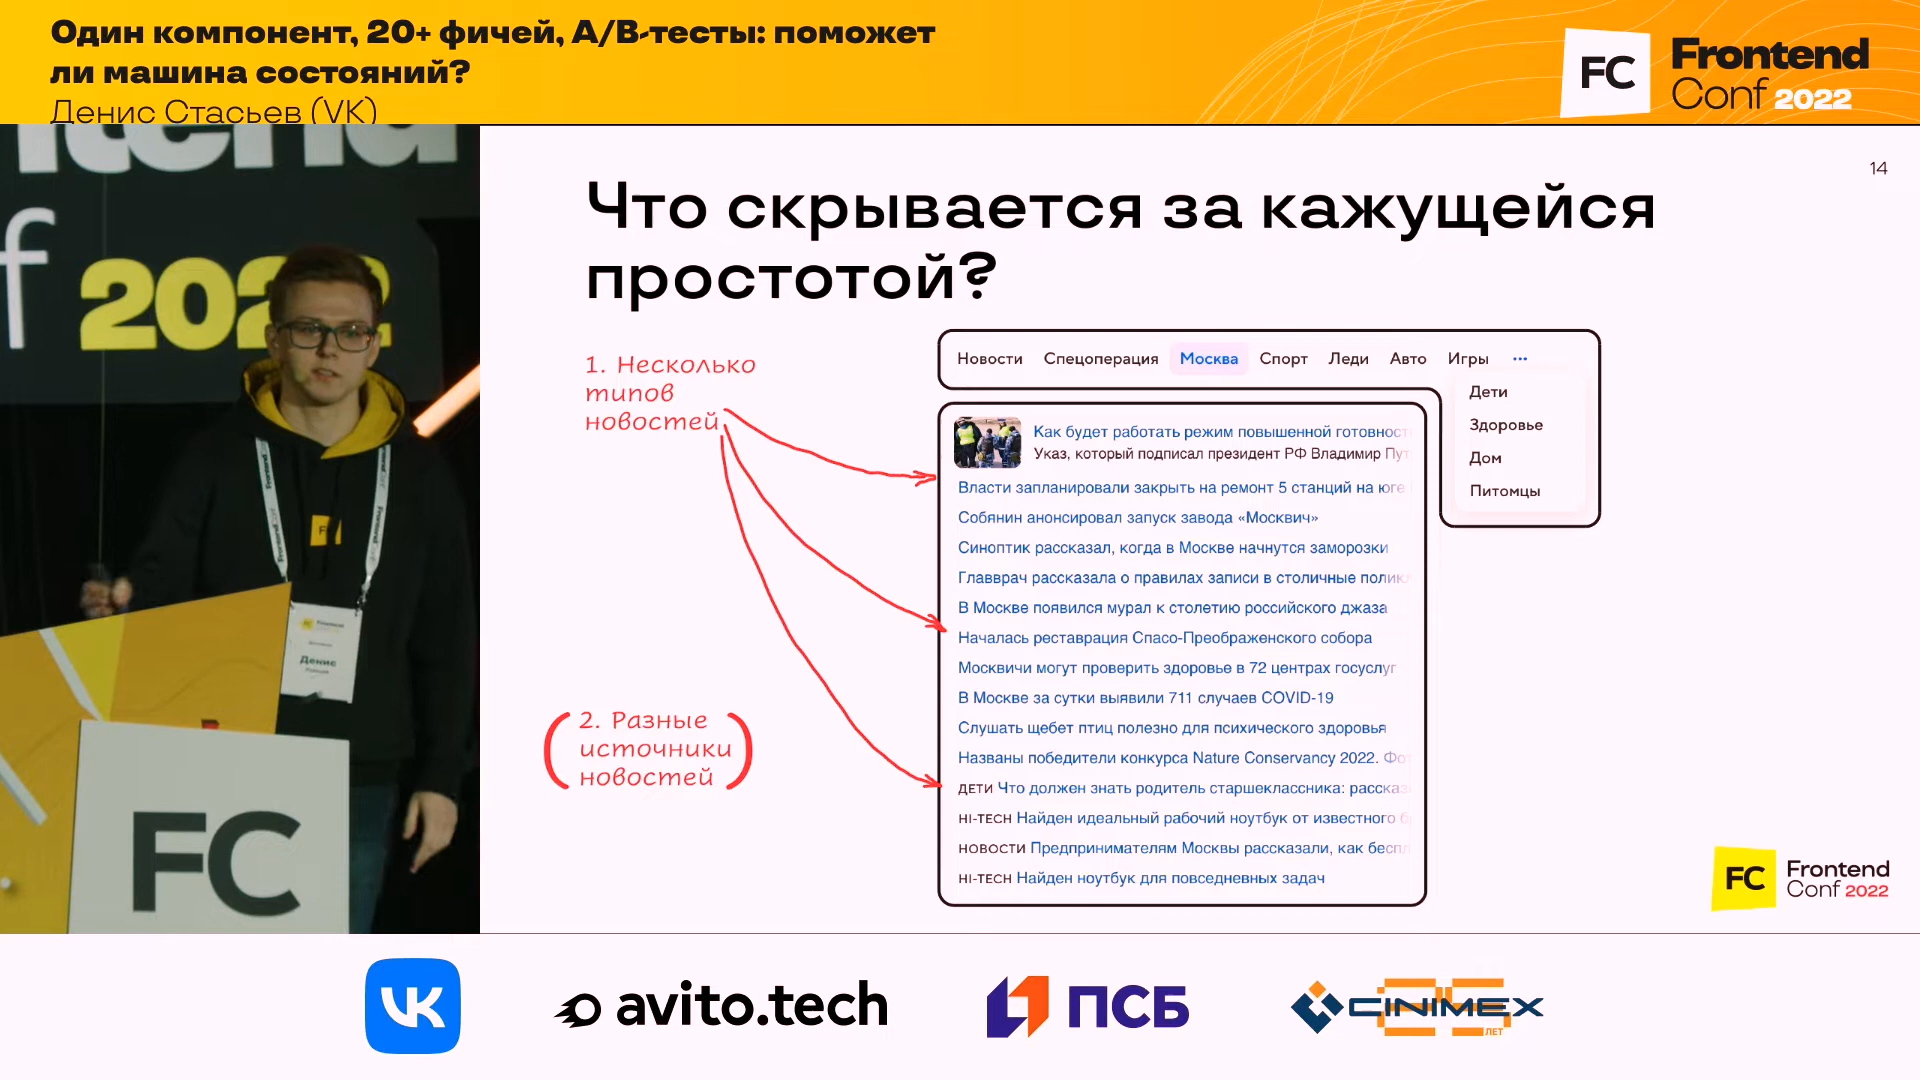 Один компонент, 20+ фичей, А/В-тесты: поможет
ли машина состояний?
Денис Стасьев (VK)
FC
Frontend
Conf 2022
14
Что скрывается за кажущейся
простотой?
1. Несколько
типов
новостей
2. Разные
источники
новостей
Новости Спецоперация Москва Спорт Леди Авто Игры ...
Дети
Здоровье
Дом
Питомцы
Как будет работать режим повышенной
Указ, который подписал президент РФ Владимир
Власти запланировали закрыть на ремонт 5 станций на юге
Собянин анонсировал запуск завода «Москвич»
Синоптик рассказал, когда в Москве начнутся заморозки
Главврач рассказала о правилах записи в столичные
В Москве появился мурал к столетию российского джаза
Началась реставрация Спасо-Преображенского собора
Москвичи могут проверить здоровье в 72 центрах госуслуг
В Москве за сутки выявили 711 случаев COVID-19
Слушать щебет птиц полезно для психического здоровья
Названы победители конкурса Nature Conservancy 2022.
ДЕТИ Что должен знать родитель старшеклассника:
HI-TECH Найден идеальный рабочий ноутбук от известного
НОВОСТИ Предпринимателям Москвы рассказали, как
HI-TECH Найден ноутбук для повседневных задач
FC
Frontend
Conf 2022
2022
Денис
FC
VK
avito.tech
ПСБ
CINIMEX
25
ЛЕТ